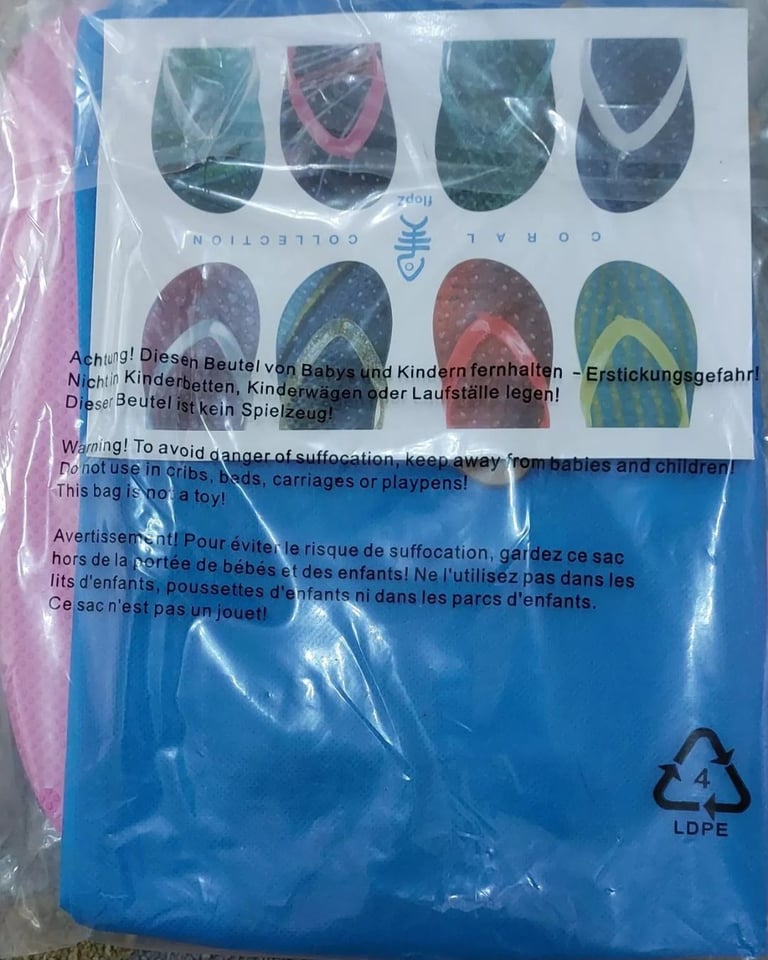 flopz
CORAL COLLECTION
Achtung! Diesen Beutel von Babys und Kindern fernhalten - Erstickungsgefahr!
Nicht in Kinderbetten, Kinderwägen oder Laufställe legen!
Dieser Beutel ist kein Spielzeug!
Warning! To avoid danger of suffocation, keep away from babies and children!
Do not use in cribs, beds, carriages or playpens!
This bag is not a toy!
Avertissement! Pour éviter le risque de suffocation, gardez ce sac
hors de la portée de bébés et des enfants! Ne l'utilisez pas dans les
lits d'enfants, poussettes d'enfants ni dans les parcs d'enfants.
Ce sac n'est pas un jouet!
4
LDPE